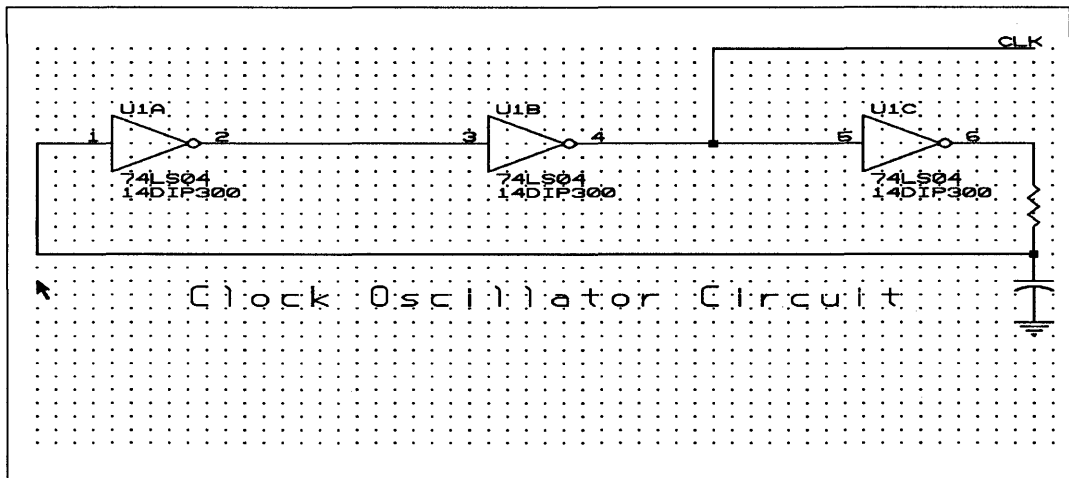 CLK
U1A
U1B
U1C
1
2
3
4
5
6
74LS04
14DIP300
74LS04
14DIP300
74LS04
14DIP300
Clock Oscillator Circuit